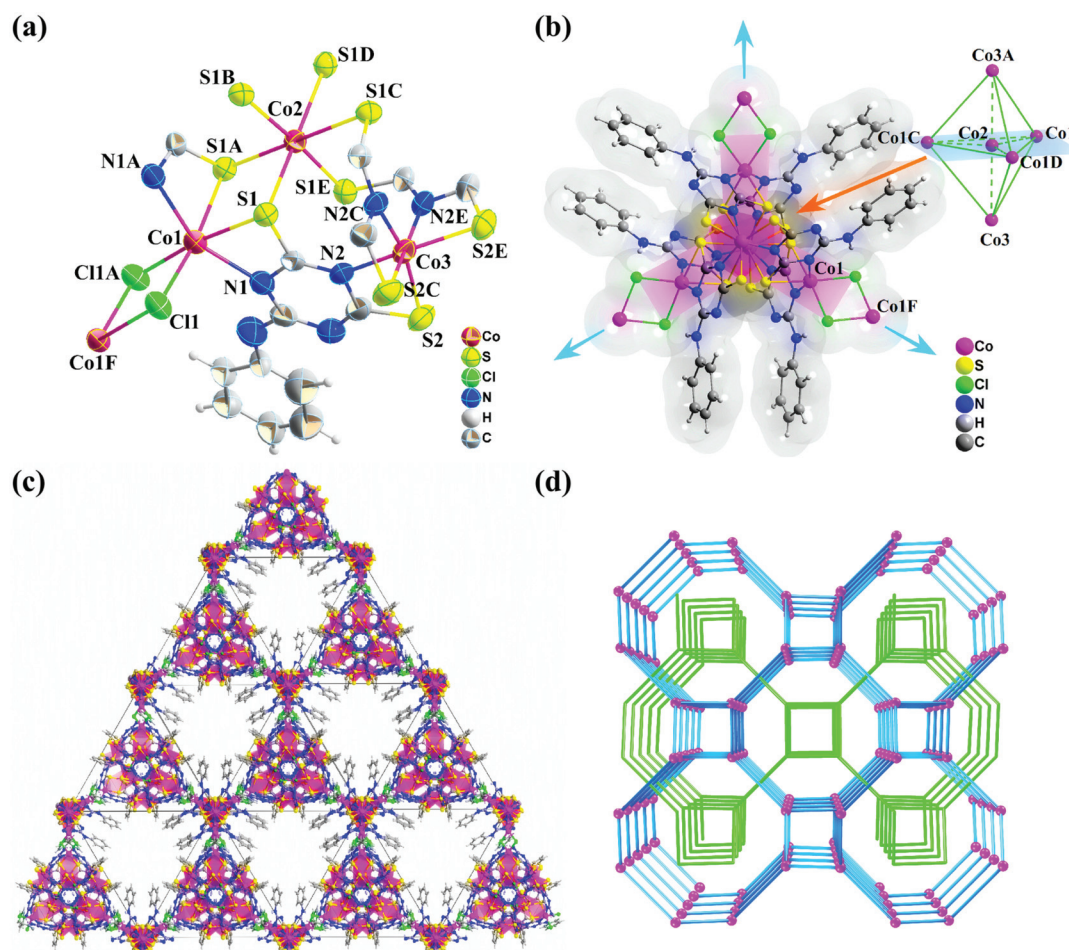 (a)
S1D
S1B
Co2
S1C
N1A
S1A
S1E
S1
N2C
N2E
Co1
S2E
N2
Co3
Cl1A
N1
S2C
Cl1
S2
Co1F
Co
S
Cl
N
H
C
(b)
Co3A
Co1C
Co2
Co1
Co1D
Co3
Co1
Co1F
Co
S
Cl
N
H
C
(c)
(d)